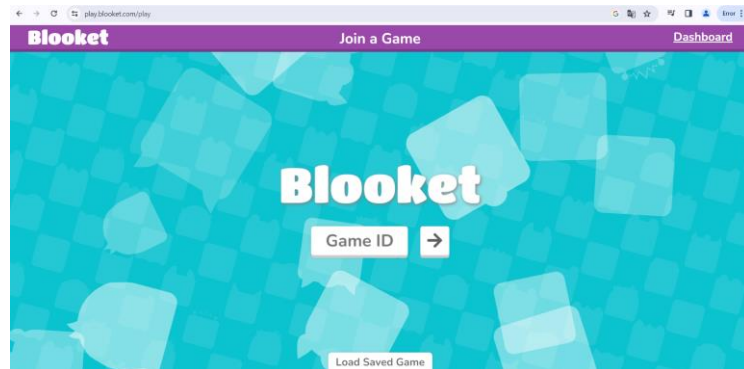 play.blooket.com/play
Error
Blooket
Join a Game
Dashboard
Blooket
Game ID
Load Saved Game